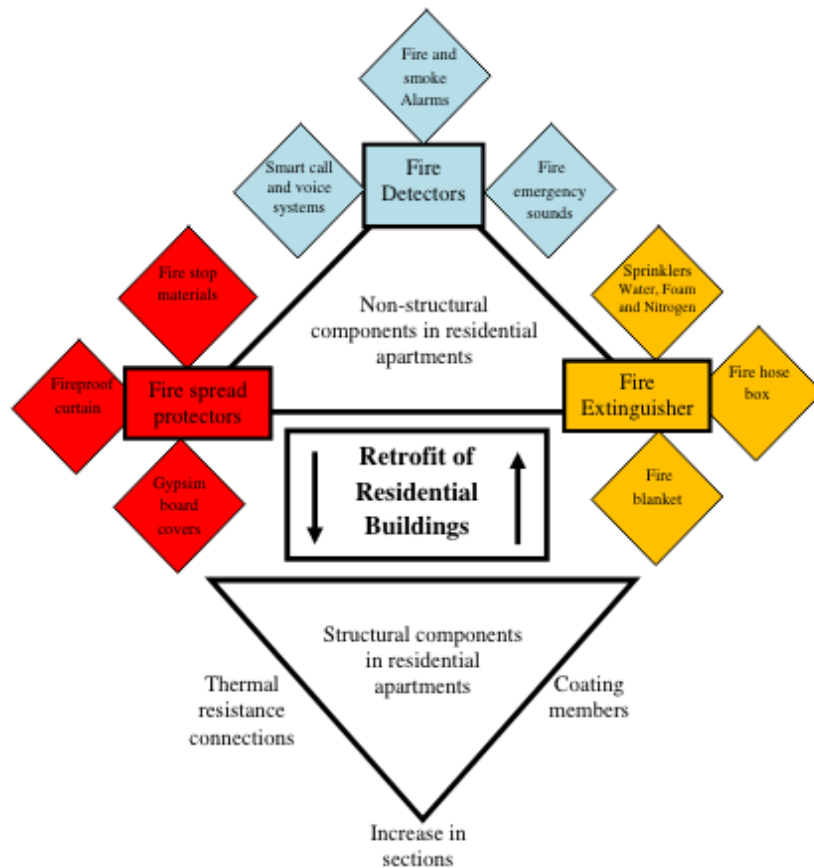 Fire and
smoke
Alarms
Smart call
and voice
systems
Fire
Detectors
Fire
emergency
sounds
Fire stop
materials
Non-structural
components in residential
apartments
Sprinklers
Water, Foam
and Nitrogen
Fireproof
curtain
Fire spread
protectors
Fire
Extinguisher
Fire hose
box
Gypsim
board
covers
Retrofit of
Residential
Buildings
Fire
blanket
Structural components
in residential
apartments
Thermal
resistance
connections
Coating
members
Increase in
sections